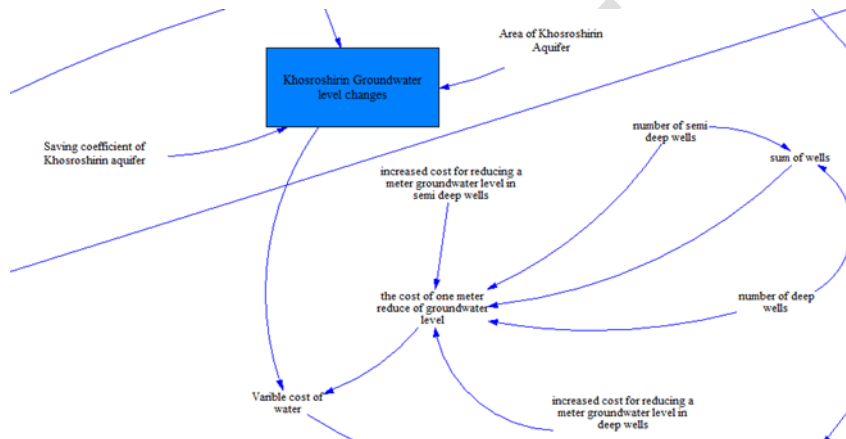 Area of Khosroshirin
Aquifer
Khosroshirin Groundwater
level changes
Saving coefficient of
Khosroshirin aquifer
number of semi
deep wells
sum of wells
increased cost for reducing a
meter groundwater level in
semi deep wells
the cost of one meter
reduce of groundwater
level
number of deep
wells
Varible cost of
water
increased cost for reducing a
meter groundwater level in
deep wells